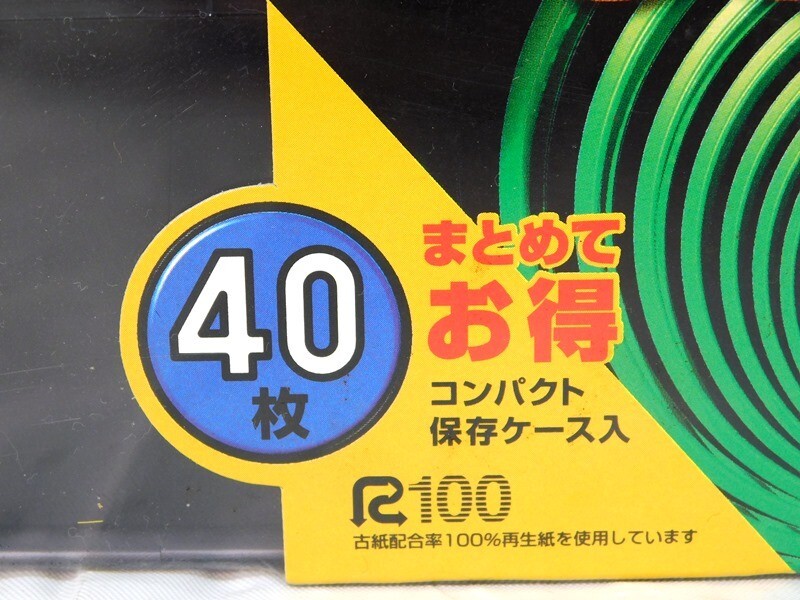 40
枚
まとめて
お得
コンパクト
保存ケース入
R100
古紙配合率100%再生紙を使用しています